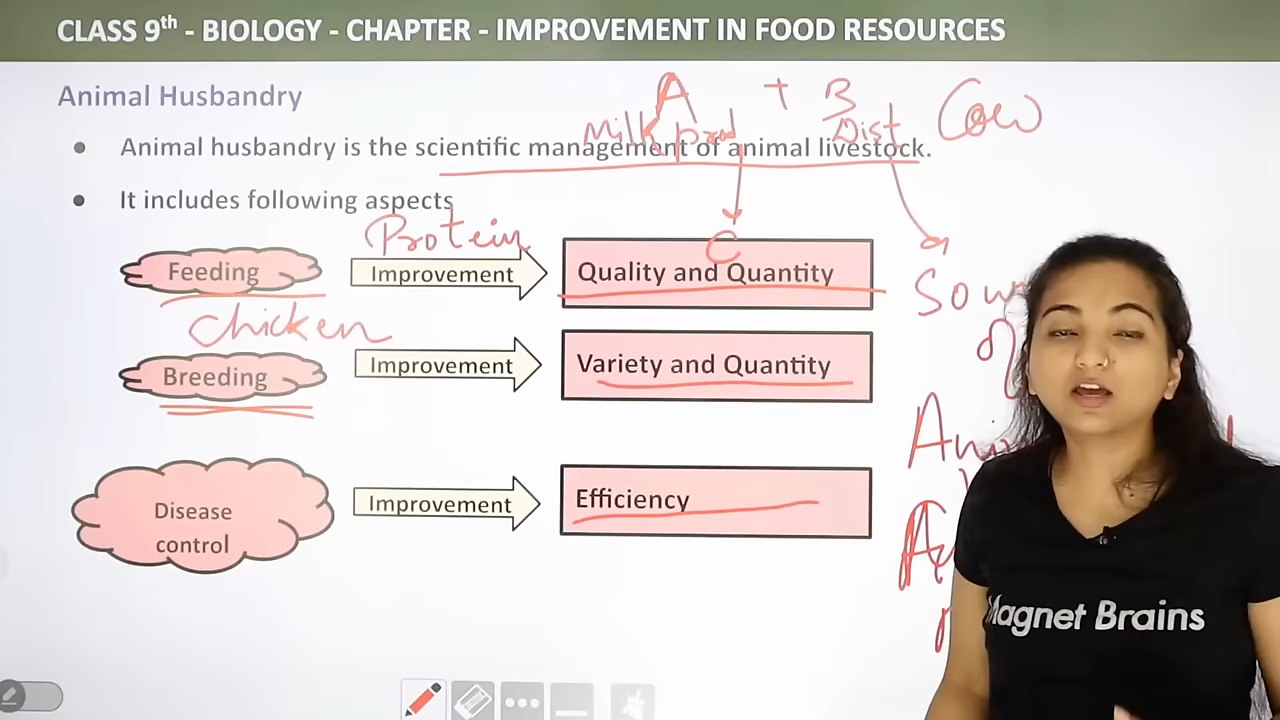 CLASS 9th - BIOLOGY - CHAPTER - IMPROVEMENT IN FOOD RESOURCES
Animal Husbandry
A + B Cow
Milk prod Dist
• Animal husbandry is the scientific management of animal livestock.
• It includes following aspects
Protein
C
Feeding Improvement Quality and Quantity
Chicken
Breeding Improvement Variety and Quantity
Disease
control
Improvement Efficiency
Magnet Brains